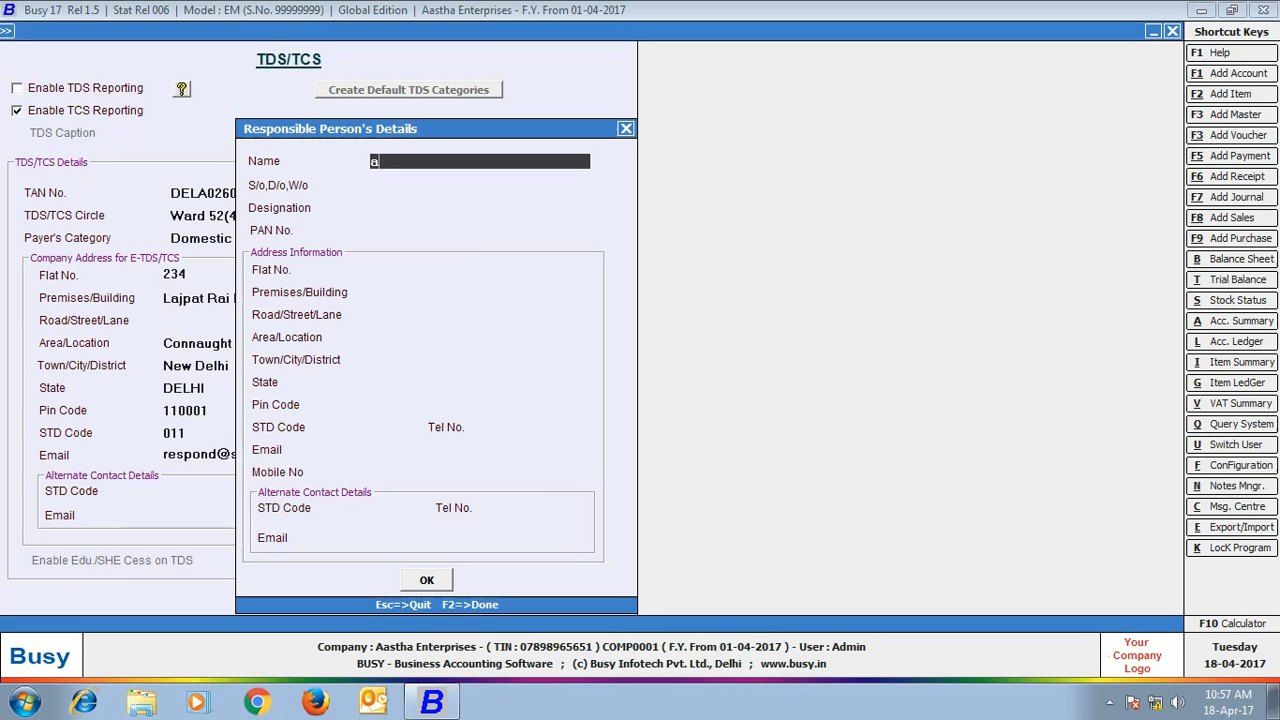 Busy 17 Rel 1.5 | Stat Rel 006 | Model : EM (S.No. 99999999) | Global Edition | Aastha Enterprises - F.Y. From 01-04-2017
>>
Shortcut Keys
TDS/TCS
Enable TDS Reporting
?
Create Default TDS Categories
Enable TCS Reporting
TDS Caption
TDS/TCS Details
TAN No. DELA0260
TDS/TCS Circle Ward 52(4
Payer's Category Domestic
Company Address for E-TDS/TCS
Flat No. 234
Premises/Building Lajpat Rai
Road/Street/Lane
Area/Location Connaught
Town/City/District New Delhi
State DELHI
Pin Code 110001
STD Code 011
Email respond@s
Alternate Contact Details
STD Code
Email
Enable Edu./SHE Cess on TDS
Responsible Person's Details
Name a
S/o,D/o,W/o
Designation
PAN No.
Address Information
Flat No.
Premises/Building
Road/Street/Lane
Area/Location
Town/City/District
State
Pin Code
STD Code Tel No.
Email
Mobile No
Alternate Contact Details
STD Code Tel No.
Email
OK
Esc=>Quit F2=>Done
F1 Help
F1 Add Account
F2 Add Item
F3 Add Master
F3 Add Voucher
F5 Add Payment
F6 Add Receipt
F7 Add Journal
F8 Add Sales
F9 Add Purchase
B Balance Sheet
T Trial Balance
S Stock Status
A Acc. Summary
L Acc. Ledger
I Item Summary
G Item LedGer
V VAT Summary
Q Query System
U Switch User
F Configuration
N Notes Mngr.
C Msg. Centre
E Export/Import
K LocK Program
F10 Calculator
Busy
Company : Aastha Enterprises - ( TIN : 07898965651 ) COMP0001 ( F.Y. From 01-04-2017 ) - User : Admin
BUSY - Business Accounting Software ; (c) Busy Infotech Pvt. Ltd., Delhi ; www.busy.in
Your
Company
Logo
Tuesday
18-04-2017
B
10:57 AM
18-Apr-17